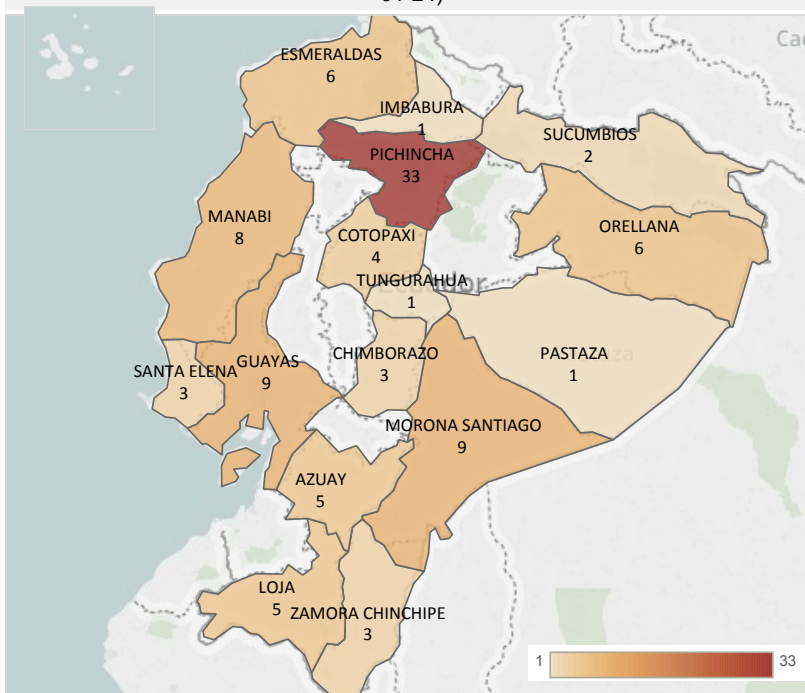 ESMERALDAS
6
IMBABURA
1
SUCUMBIOS
2
PICHINCHA
33
MANABI
8
ORELLANA
6
COTOPAXI
4
TUNGURAHUA
1
CHIMBORAZO
3
PASTAZA
1
SANTA ELENA
3
GUAYAS
9
MORONA SANTIAGO
9
AZUAY
5
LOJA
5
ZAMORA CHINCHIPE
3
1
33